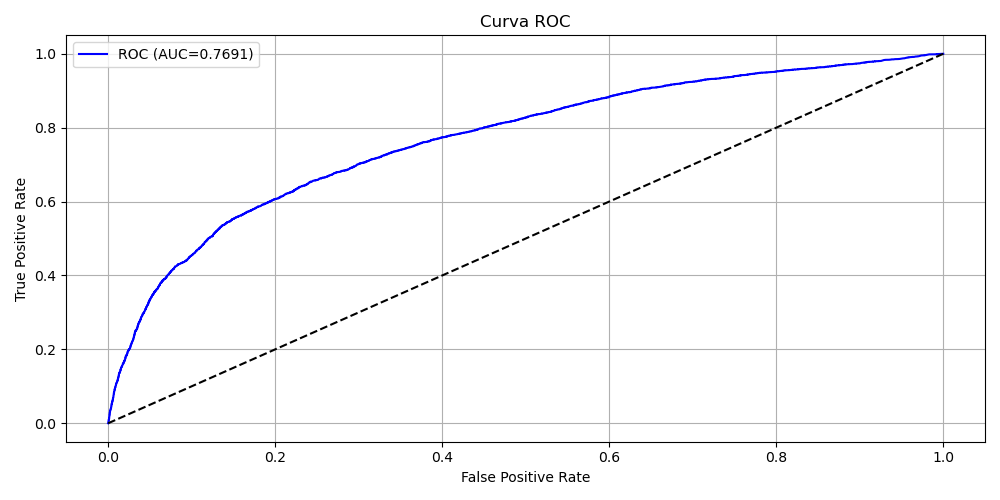 Curva ROC
ROC (AUC=0.7691)
1.0
0.8
0.6
0.4
0.2
0.0
True Positive Rate
0.0 0.2 0.4 0.6 0.8 1.0
False Positive Rate